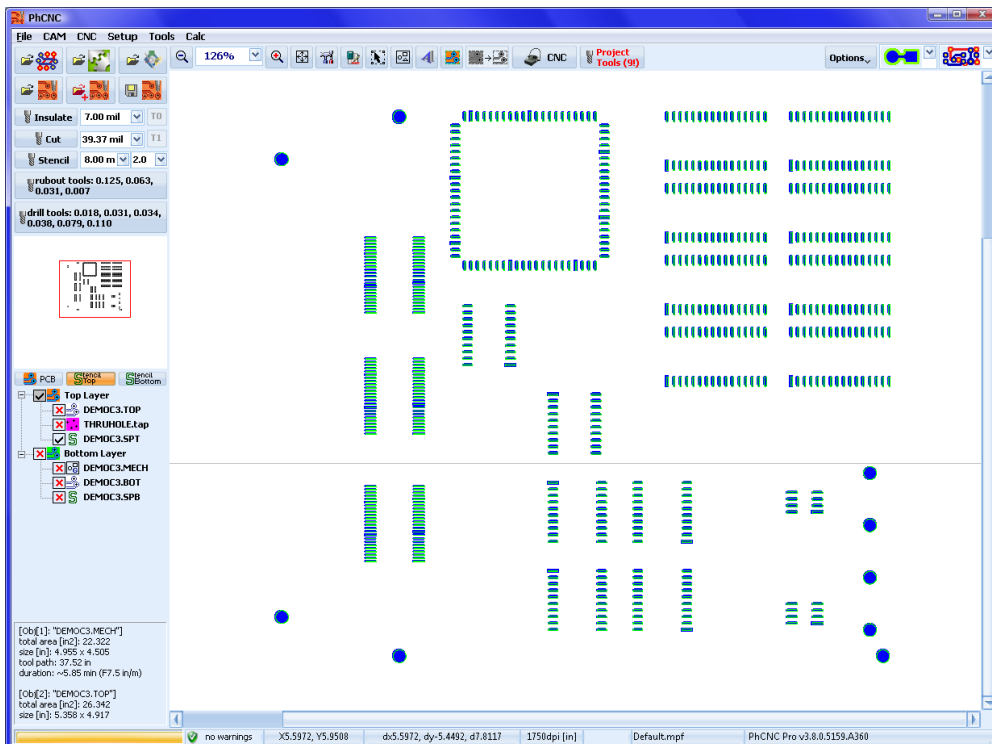 PhCNC
File CAM CNC Setup Tools Calc
126%
CNC
Project
Tools (9!)
Options
Insulate 7.00 mil T0
Cut 39.37 mil T1
Stencil 8.00 m 2.0
rubout tools: 0.125, 0.063,
0.031, 0.007
drill tools: 0.018, 0.031, 0.034,
0.038, 0.079, 0.110
PCB Stencil Top Stencil Bottom
Top Layer
DEMOC3.TOP
THRUHOLE.tap
DEMOC3.SPT
Bottom Layer
DEMOC3.MECH
DEMOC3.BOT
DEMOC3.SPB
[Obj[1]: "DEMOC3.MECH"]
total area [in2]: 22.322
size [in]: 4.955 x 4.505
tool path: 37.52 in
duration: ~5.85 min (F7.5 in/m)
[Obj[2]: "DEMOC3.TOP"]
total area [in2]: 26.342
size [in]: 5.358 x 4.917
no warnings X5.5972, Y5.9508 dx5.5972, dy-5.4492, d7.8117 1750dpi [in] Default.mpf PhCNC Pro v3.8.0.5159.A360